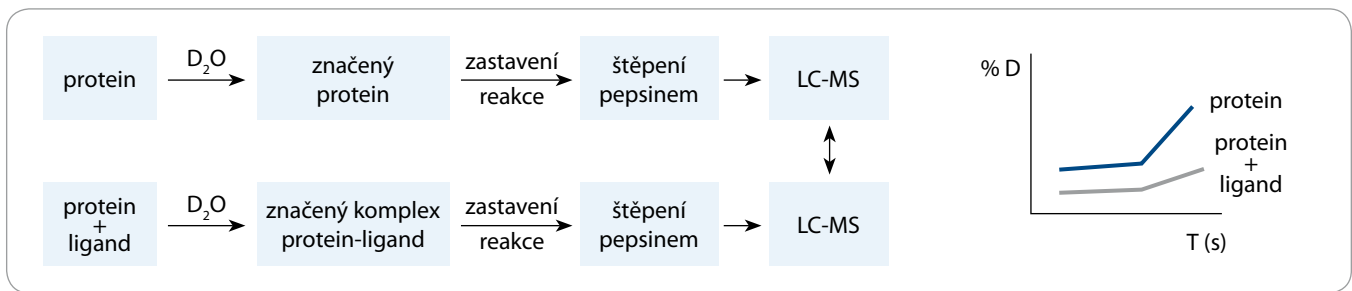 protein
D₂O
značený
protein
zastavení
reakce
štěpení
pepsinem
LC-MS
protein
+
ligand
D₂O
značený komplex
protein-ligand
zastavení
reakce
štěpení
pepsinem
LC-MS
% D
protein
protein
+
ligand
T (s)